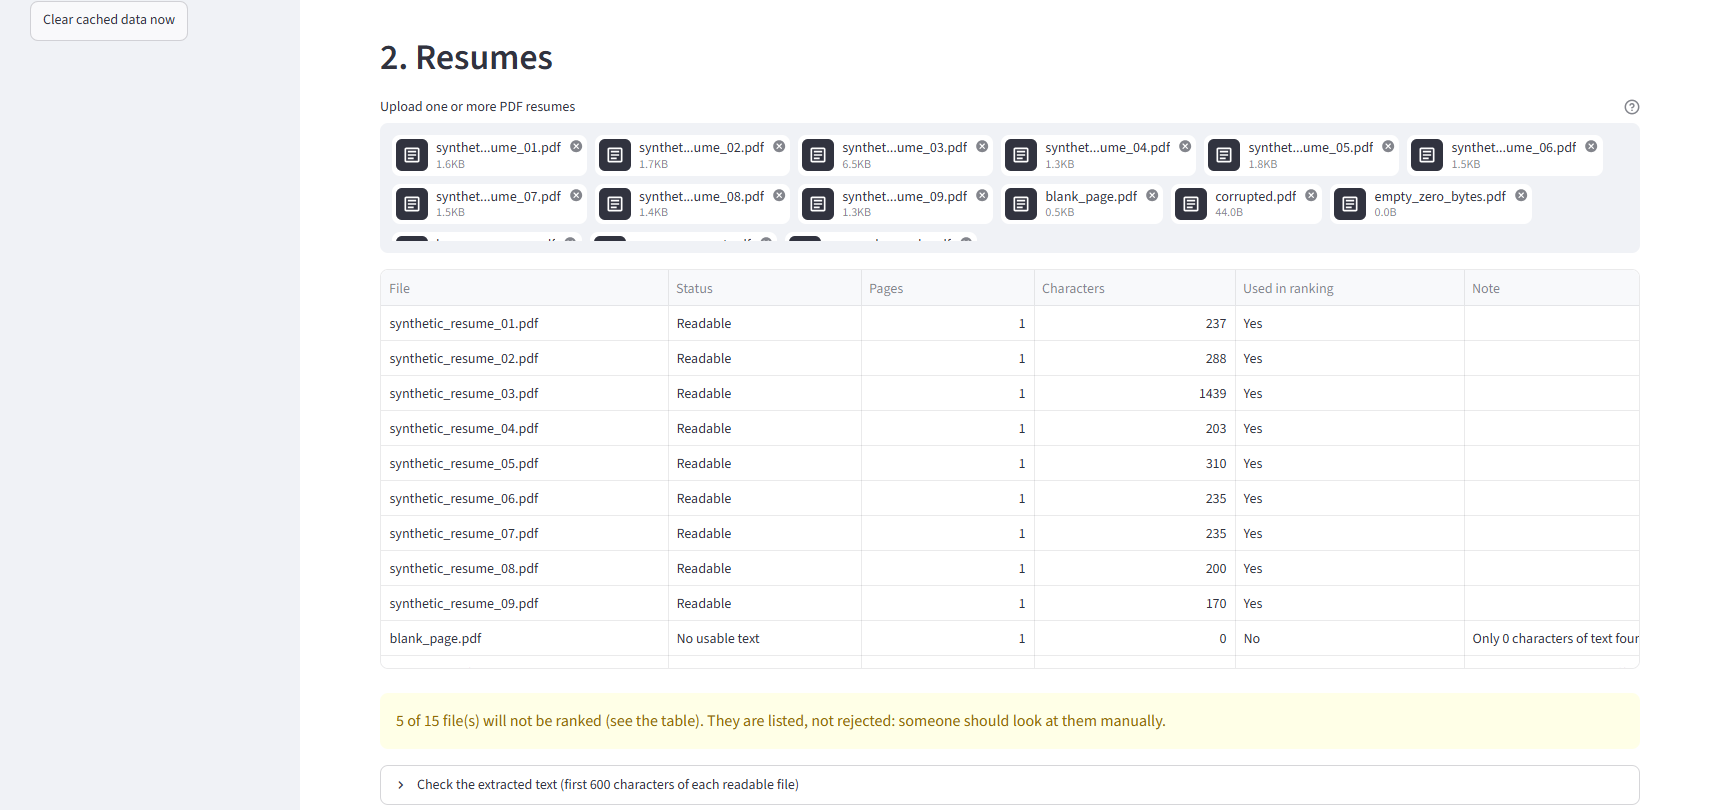 Clear cached data now
2. Resumes
Upload one or more PDF resumes
synthet...ume_01.pdf
1.6KB
synthet...ume_02.pdf
1.7KB
synthet...ume_03.pdf
6.5KB
synthet...ume_04.pdf
1.3KB
synthet...ume_05.pdf
1.8KB
synthet...ume_06.pdf
1.5KB
synthet...ume_07.pdf
1.5KB
synthet...ume_08.pdf
1.4KB
synthet...ume_09.pdf
1.3KB
blank_page.pdf
0.5KB
corrupted.pdf
44.0B
empty_zero_bytes.pdf
0.0B
File Status Pages Characters Used in ranking Note
synthetic_resume_01.pdf Readable 1 237 Yes
synthetic_resume_02.pdf Readable 1 288 Yes
synthetic_resume_03.pdf Readable 1 1439 Yes
synthetic_resume_04.pdf Readable 1 203 Yes
synthetic_resume_05.pdf Readable 1 310 Yes
synthetic_resume_06.pdf Readable 1 235 Yes
synthetic_resume_07.pdf Readable 1 235 Yes
synthetic_resume_08.pdf Readable 1 200 Yes
synthetic_resume_09.pdf Readable 1 170 Yes
blank_page.pdf No usable text 1 0 No Only 0 characters of text
5 of 15 file(s) will not be ranked (see the table). They are listed, not rejected: someone should look at them manually.
Check the extracted text (first 600 characters of each readable file)